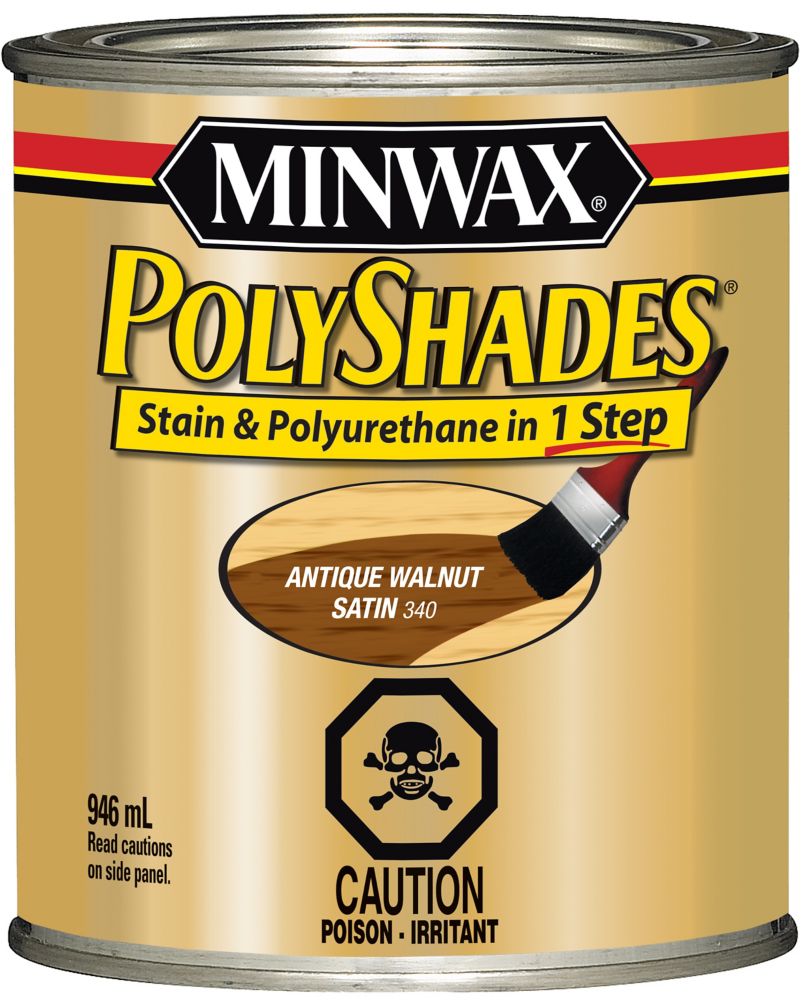 MINWAX®
POLYSHADES®
Stain & Polyurethane in 1 Step
ANTIQUE WALNUT
SATIN 340
946 mL
Read cautions
on side panel.
CAUTION
POISON - IRRITANT